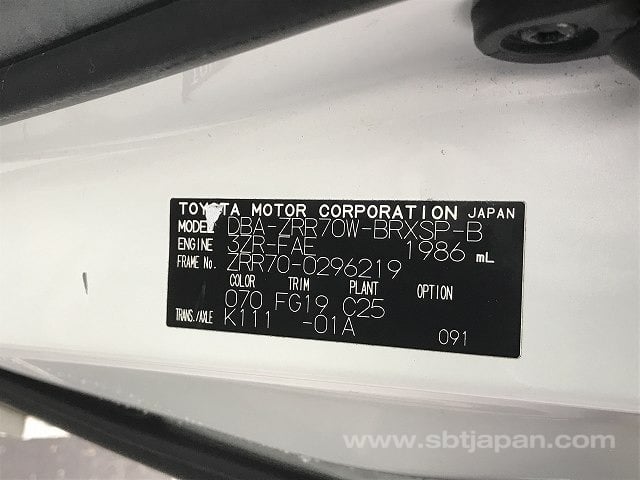 TOYOTA MOTOR CORPORATION JAPAN
MODEL DBA-ZRR70W-BRXSP-B
ENGINE 3ZR-FAE 1986 mL
FRAME No. ZRR70-0296219
COLOR TRIM PLANT OPTION
070 FG19 C25
TRANS./AXLE K111 -01A
091
www.sbtjapan.com